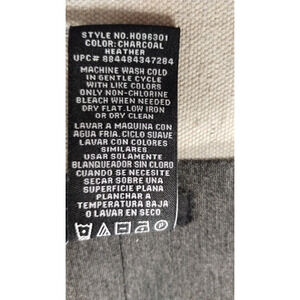 STYLE NO. H096301
COLOR: CHARCOAL
HEATHER
UPC# 884484347284
MACHINE WASH COLD
IN GENTLE CYCLE
WITH LIKE COLORS
ONLY NON-CHLORINE
BLEACH WHEN NEEDED
DRY FLAT. LOW IRON
OR DRY CLEAN
LAVAR A MAQUINA CON
AGUA FRIA. CICLO SUAVE
LAVAR CON COLORES
SIMILARES
USAR SOLAMENTE
BLANQUEADOR SIN CLORO
CUANDO SE NECESITE
SECAR SOBRE UNA
SUPERFICIE PLANA
PLANCHAR A
TEMPERATURA BAJA
O LAVAR EN SECO
P